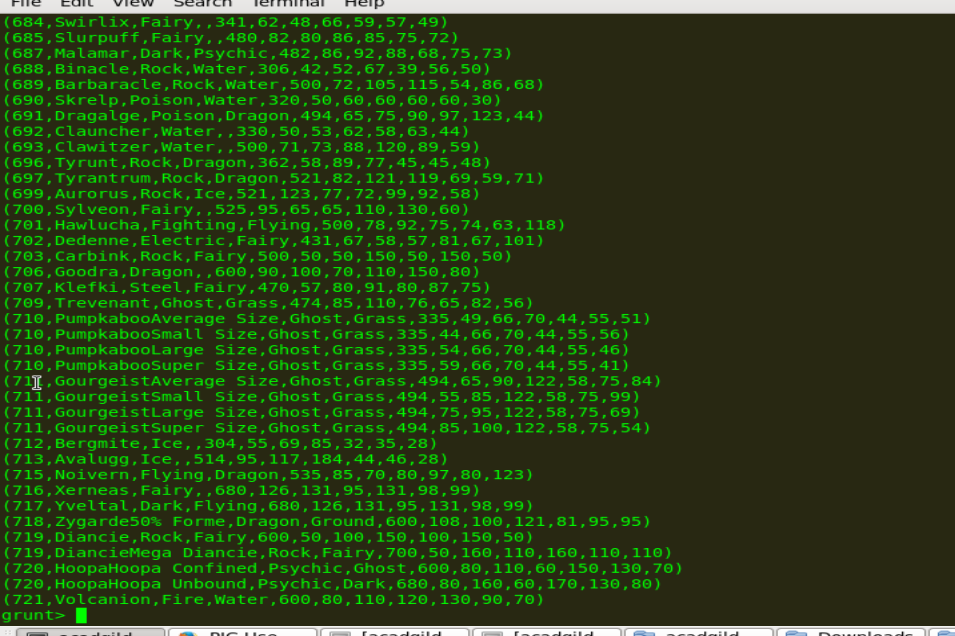 File Edit View Search Terminal Help
(684,Swirlix,Fairy,,341,62,48,66,59,57,49)
(685,Slurpuff,Fairy,,480,82,80,86,85,75,72)
(687,Malamar,Dark,Psychic,482,86,92,88,68,75,73)
(688,Binacle,Rock,Water,306,42,52,67,39,56,50)
(689,Barbaracle,Rock,Water,500,72,105,115,54,86,68)
(690,Skrelp,Poison,Water,320,50,60,60,60,60,30)
(691,Dragalge,Poison,Dragon,494,65,75,90,97,123,44)
(692,Clauncher,Water,,330,50,53,62,58,63,44)
(693,Clawitzer,Water,,500,71,73,88,120,89,59)
(696,Tyrunt,Rock,Dragon,362,58,89,77,45,45,48)
(697,Tyrantrum,Rock,Dragon,521,82,121,119,69,59,71)
(699,Aurorus,Rock,Ice,521,123,77,72,99,92,58)
(700,Sylveon,Fairy,,525,95,65,65,110,130,60)
(701,Hawlucha,Fighting,Flying,500,78,92,75,74,63,118)
(702,Dedenne,Electric,Fairy,431,67,58,57,81,67,101)
(703,Carbink,Rock,Fairy,500,50,50,150,50,150,50)
(706,Goodra,Dragon,,600,90,100,70,110,150,80)
(707,Klefki,Steel,Fairy,470,57,80,91,80,87,75)
(709,Trevenant,Ghost,Grass,474,85,110,76,65,82,56)
(710,PumpkabooAverage Size,Ghost,Grass,335,49,66,70,44,55,51)
(710,PumpkabooSmall Size,Ghost,Grass,335,44,66,70,44,55,56)
(710,PumpkabooLarge Size,Ghost,Grass,335,54,66,70,44,55,46)
(710,PumpkabooSuper Size,Ghost,Grass,335,59,66,70,44,55,41)
(711,GourgeistAverage Size,Ghost,Grass,494,65,90,122,58,75,84)
(711,GourgeistSmall Size,Ghost,Grass,494,55,85,122,58,75,99)
(711,GourgeistLarge Size,Ghost,Grass,494,75,95,122,58,75,69)
(711,GourgeistSuper Size,Ghost,Grass,494,85,100,122,58,75,54)
(712,Bergmite,Ice,,304,55,69,85,32,35,28)
(713,Avalugg,Ice,,514,95,117,184,44,46,28)
(715,Noivern,Flying,Dragon,535,85,70,80,97,80,123)
(716,Xerneas,Fairy,,680,126,131,95,131,98,99)
(717,Yveltal,Dark,Flying,680,126,131,95,131,98,99)
(718,Zygarde50% Forme,Dragon,Ground,600,108,100,121,81,95,95)
(719,Diancie,Rock,Fairy,600,50,100,150,100,150,50)
(719,DiancieMega Diancie,Rock,Fairy,700,50,160,110,160,110,110)
(720,HoopaHoopa Confined,Psychic,Ghost,600,80,110,60,150,130,70)
(720,HoopaHoopa Unbound,Psychic,Dark,680,80,160,60,170,130,80)
(721,Volcanion,Fire,Water,600,80,110,120,130,90,70)
grunt>